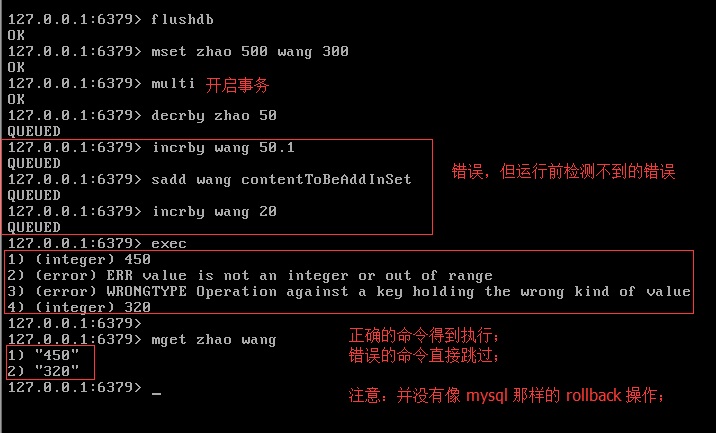 127.0.0.1:6379> flushdb
OK
127.0.0.1:6379> mset zhao 500 wang 300
OK
127.0.0.1:6379> multi 开启事务
OK
127.0.0.1:6379> decrby zhao 50
QUEUED
127.0.0.1:6379> incrby wang 50.1
QUEUED
错误，但运行前检测不到的错误
127.0.0.1:6379> sadd wang contentToBeAddInSet
QUEUED
127.0.0.1:6379> incrby wang 20
QUEUED
127.0.0.1:6379> exec
1) (integer) 450
2) (error) ERR value is not an integer or out of range
3) (error) WRONGTYPE Operation against a key holding the wrong kind of value
4) (integer) 320
127.0.0.1:6379>
127.0.0.1:6379> mget zhao wang
1) "450"
2) "320"
127.0.0.1:6379> _
正确的命令得到执行；
错误的命令直接跳过；
注意：并没有像 mysql 那样的 rollback 操作；